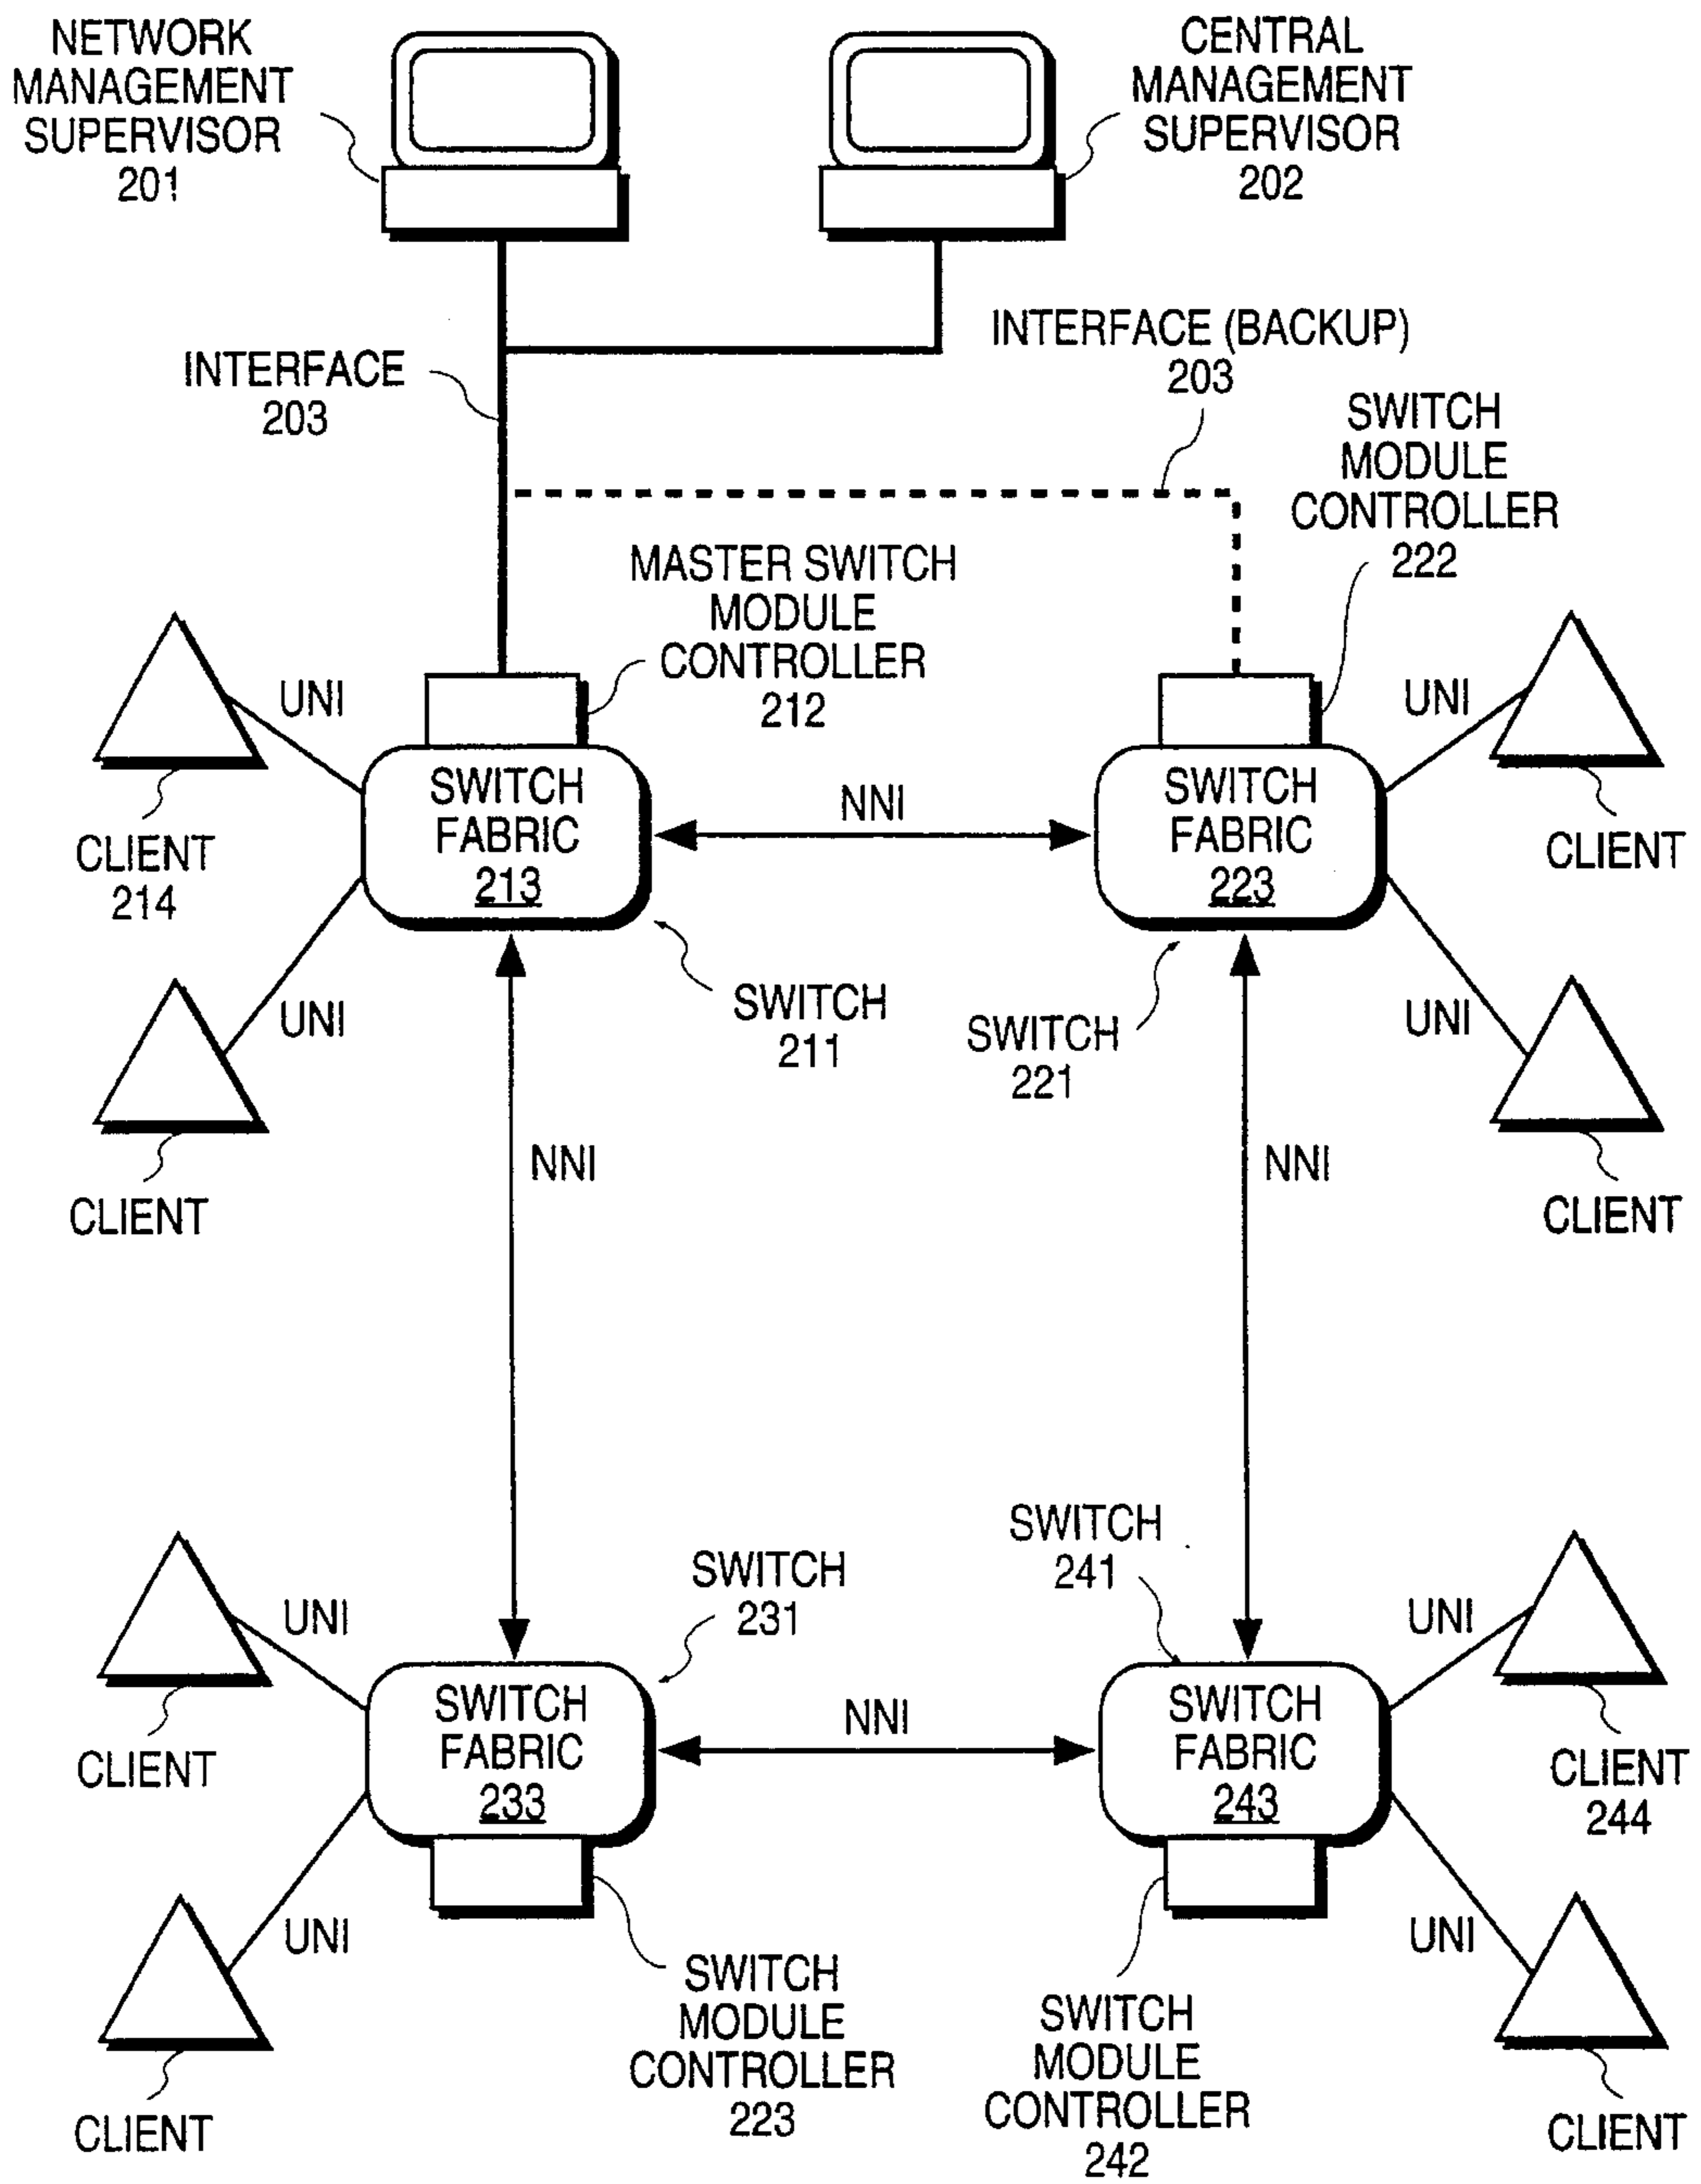 NETWORK
MANAGEMENT
SUPERVISOR
201
CENTRAL
MANAGEMENT
SUPERVISOR
202
INTERFACE
203
INTERFACE (BACKUP)
203
SWITCH
MODULE
CONTROLLER
222
MASTER SWITCH
MODULE
CONTROLLER
212
UNI
CLIENT
214
SWITCH
FABRIC
213
NNI
SWITCH
FABRIC
223
UNI
CLIENT
UNI
CLIENT
SWITCH
211
SWITCH
221
UNI
CLIENT
NNI
NNI
SWITCH
231
SWITCH
241
UNI
CLIENT
SWITCH
FABRIC
233
NNI
SWITCH
FABRIC
243
UNI
CLIENT
244
UNI
CLIENT
SWITCH
MODULE
CONTROLLER
223
SWITCH
MODULE
CONTROLLER
242
UNI
CLIENT